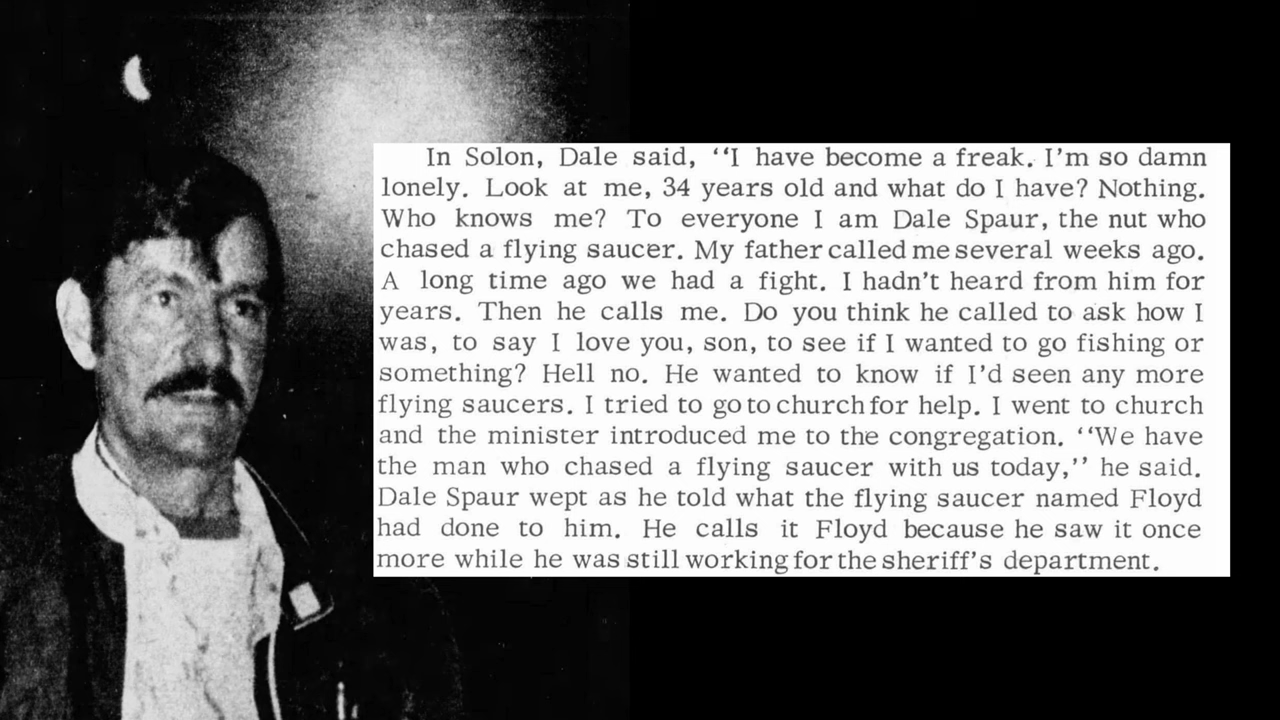 In Solon, Dale said, “I have become a freak. I’m so damn
lonely. Look at me, 34 years old and what do I have? Nothing.
Who knows me? To everyone I am Dale Spaur, the nut who
chased a flying saucer. My father called me several weeks ago.
A long time ago we had a fight. I hadn’t heard from him for
years. Then he calls me. Do you think he called to ask how I
was, to say I love you, son, to see if I wanted to go fishing or
something? Hell no. He wanted to know if I’d seen any more
flying saucers. I tried to go to church for help. I went to church
and the minister introduced me to the congregation. “We have
the man who chased a flying saucer with us today,” he said.
Dale Spaur wept as he told what the flying saucer named Floyd
had done to him. He calls it Floyd because he saw it once
more while he was still working for the sheriff’s department.